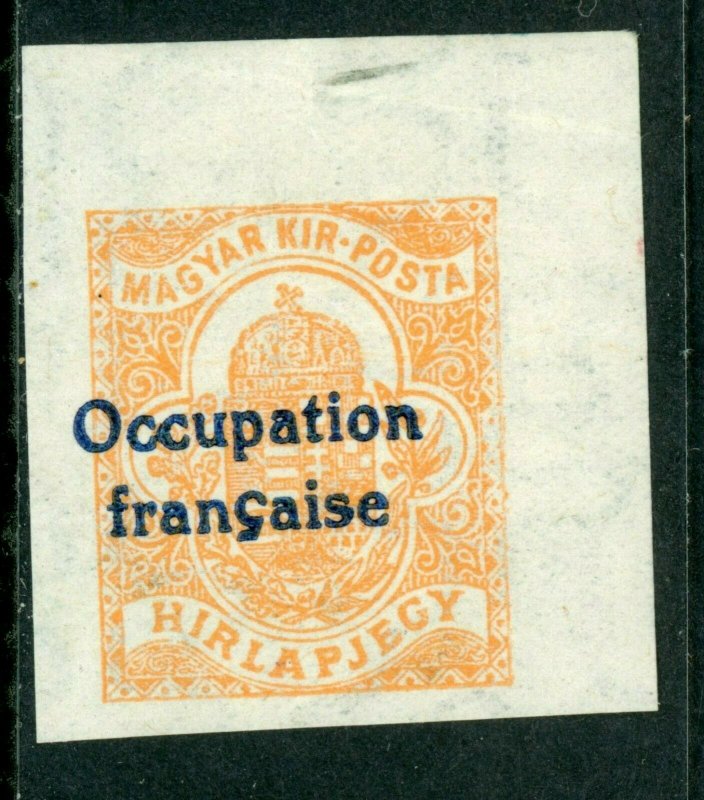 MAGYAR KIR-POSTA
Occupation
française
HIRLAPJEGY